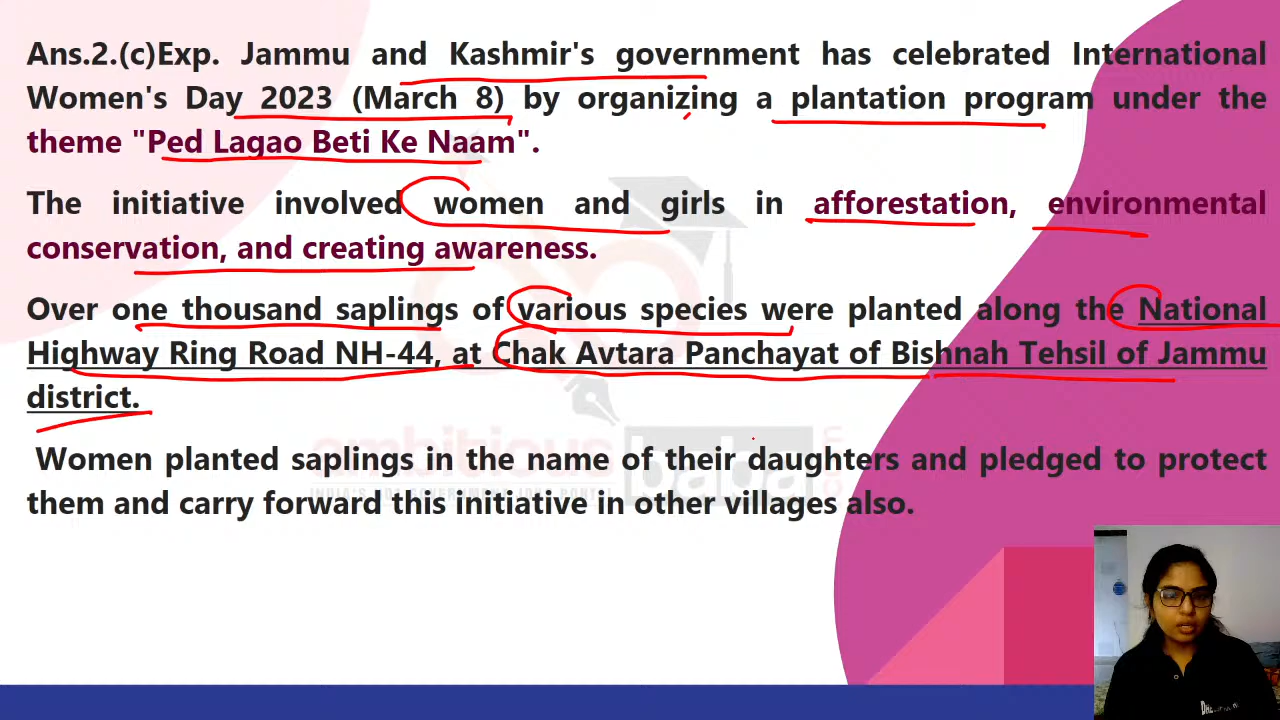 Ans.2.(c)Exp. Jammu and Kashmir's government has celebrated International
Women's Day 2023 (March 8) by organizing a plantation program under the
theme "Ped Lagao Beti Ke Naam".
The initiative involved women and girls in afforestation, environmental
conservation, and creating awareness.
Over one thousand saplings of various species were planted along the National
Highway Ring Road NH-44, at Chak Avtara Panchayat of Bishnah Tehsil of Jammu
district.
Women planted saplings in the name of their daughters and pledged to protect
them and carry forward this initiative in other villages also.
ambitious baba